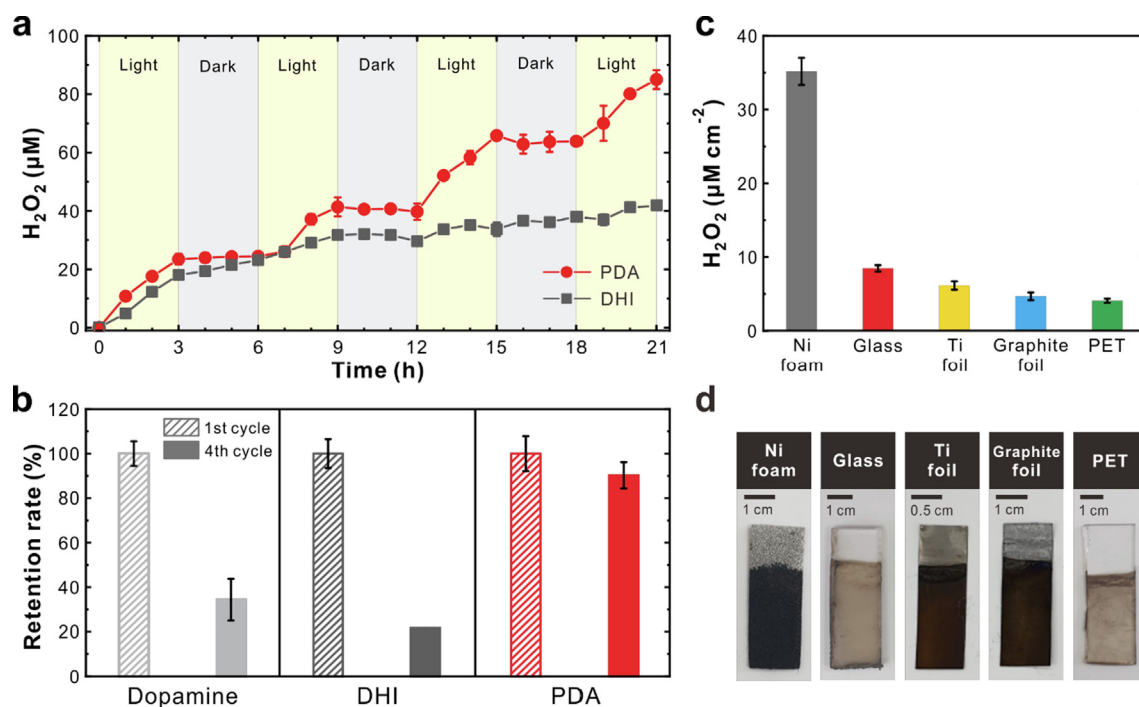 a
H₂O₂ (μM)
100
80
60
40
20
0
Light Dark Light Dark Light Dark Light
PDA
DHI
0 3 6 9 12 15 18 21
Time (h)
b
Retention rate (%)
120
100
80
60
40
20
0
1st cycle
4th cycle
Dopamine DHI PDA
c
H₂O₂ (μM cm⁻²)
40
30
20
10
0
Ni foam
Glass
Ti foil
Graphite foil
PET
d
Ni foam
1 cm
Glass
1 cm
Ti foil
0.5 cm
Graphite foil
1 cm
PET
1 cm